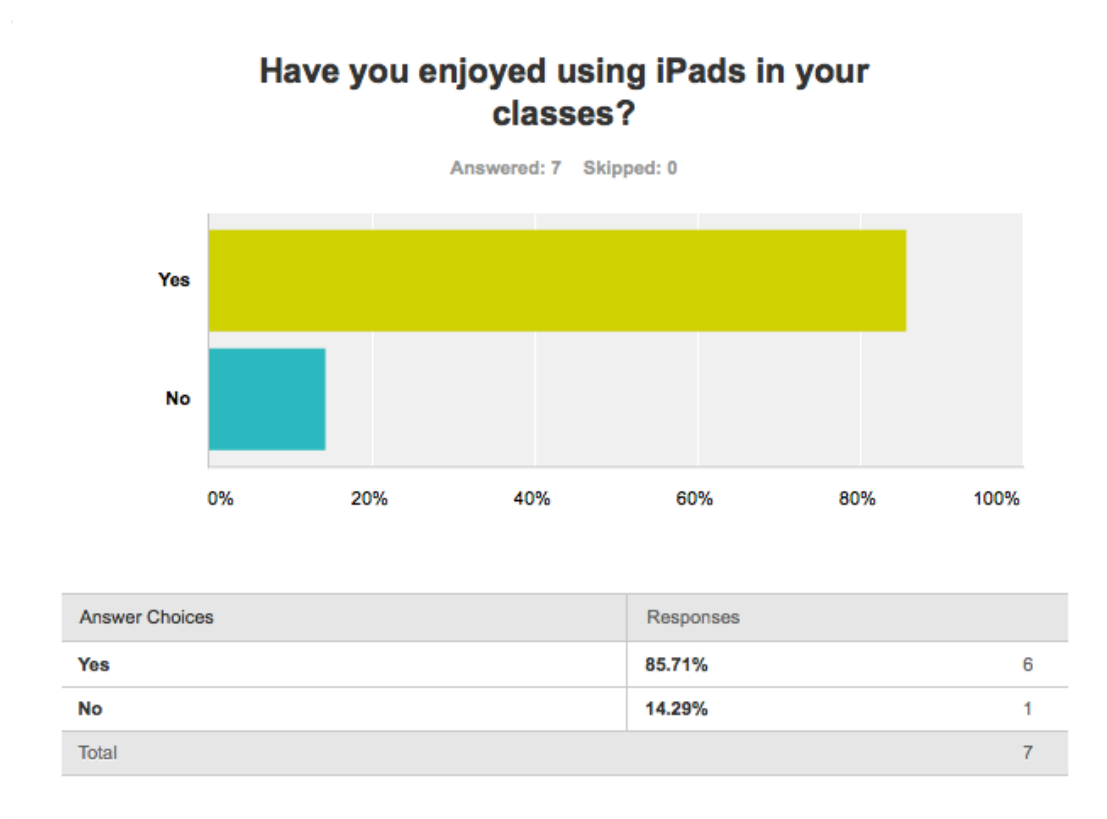 Have you enjoyed using iPads in your
classes?
Answered: 7 Skipped: 0
Yes
No
0% 20% 40% 60% 80% 100%
Answer Choices Responses
Yes 85.71% 6
No 14.29% 1
Total 7